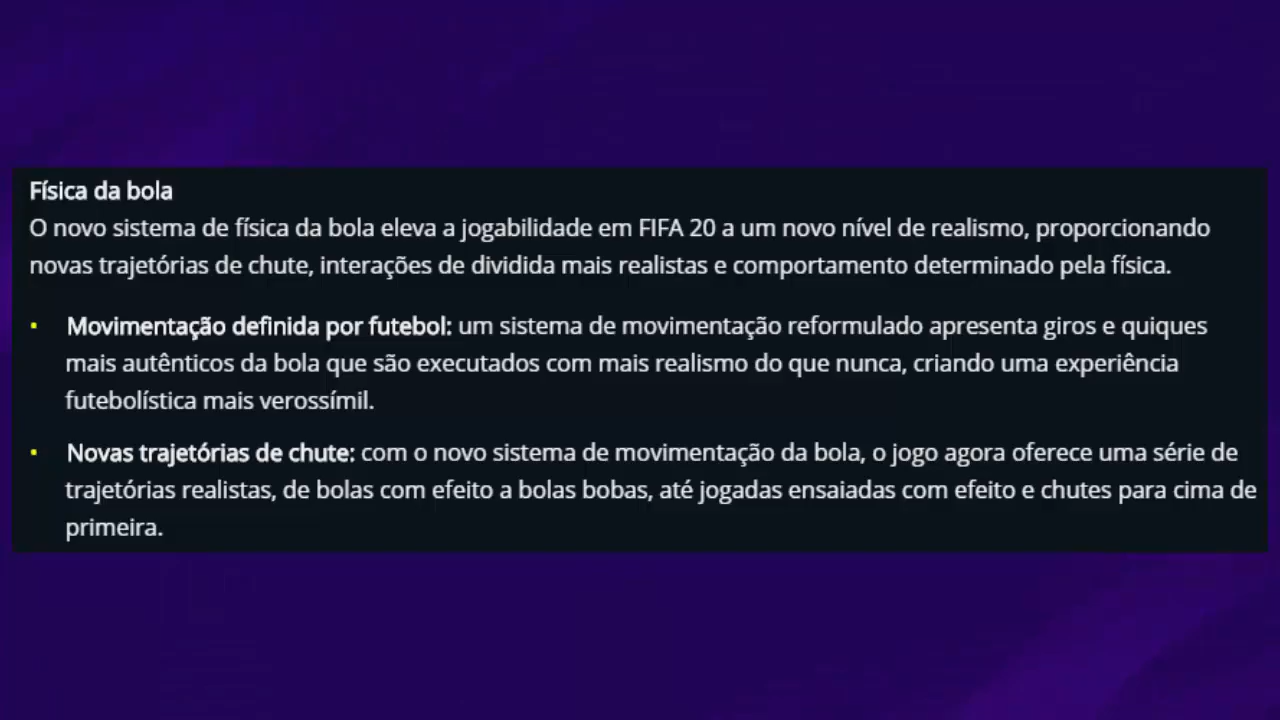 Física da bola
O novo sistema de física da bola eleva a jogabilidade em FIFA 20 a um novo nível de realismo, proporcionando
novas trajetórias de chute, interações de dividida mais realistas e comportamento determinado pela física.
• Movimentação definida por futebol: um sistema de movimentação reformulado apresenta giros e quiques
mais autênticos da bola que são executados com mais realismo do que nunca, criando uma experiência
futebolística mais verossímil.
• Novas trajetórias de chute: com o novo sistema de movimentação da bola, o jogo agora oferece uma série de
trajetórias realistas, de bolas com efeito a bolas bobas, até jogadas ensaiadas com efeito e chutes para cima de
primeira.